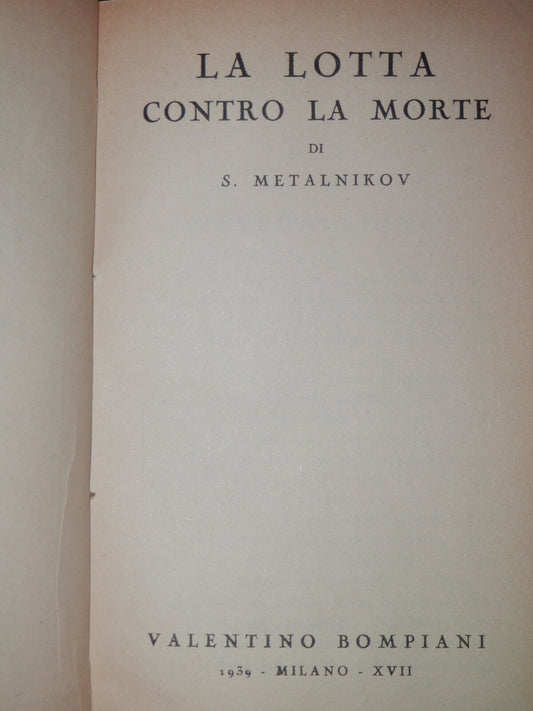 LA LOTTA
CONTRO LA MORTE
DI
S. METALNIKOV
VALENTINO BOMPIANI
1939 - MILANO - XVII